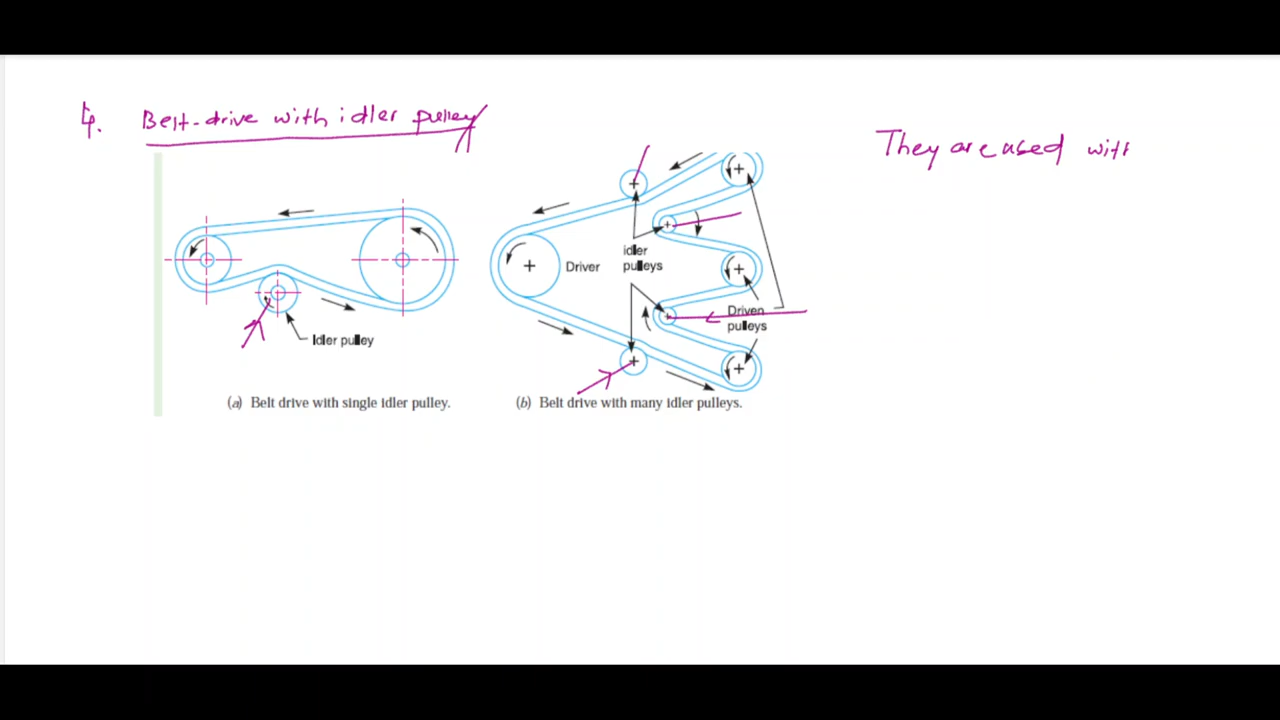 4. Belt-drive with idler pulley
They are used with
idler
pulleys
Driver
Driven
pulleys
Idler pulley
(a) Belt drive with single idler pulley.
(b) Belt drive with many idler pulleys.